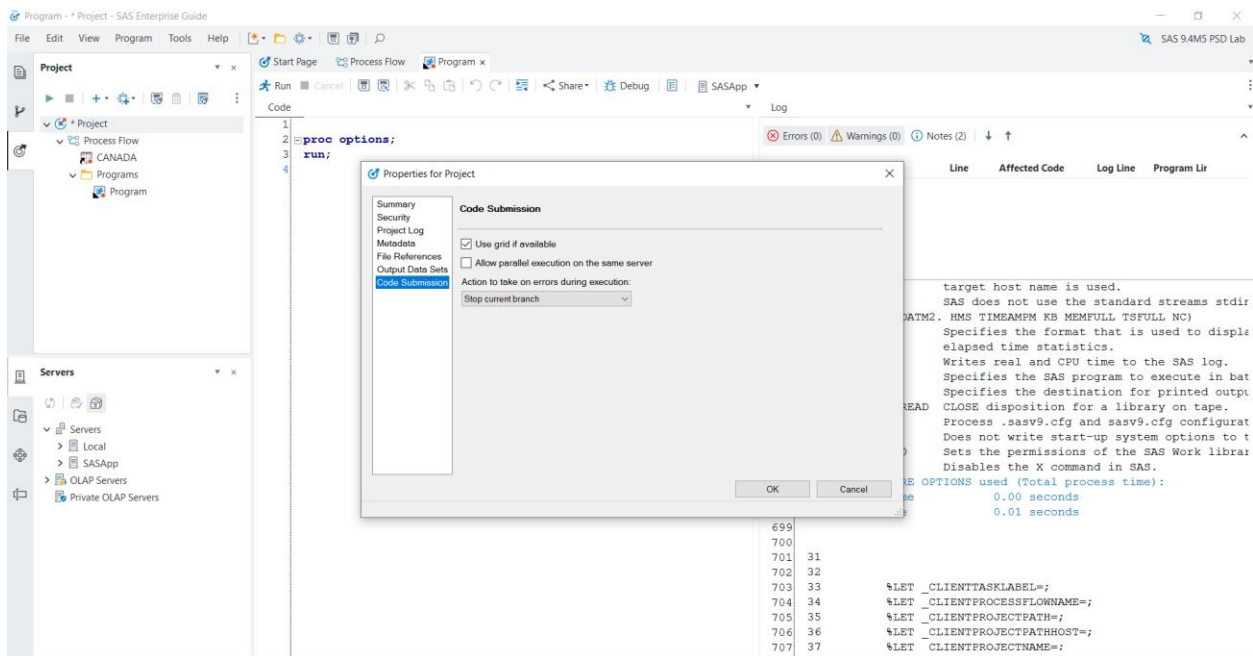 Program - * Project - SAS Enterprise Guide
File Edit View Program Tools Help
SAS 9.4M5 PSD Lab
Project
* Project
Process Flow
CANADA
Programs
Program
Servers
Servers
Local
SASApp
OLAP Servers
Private OLAP Servers
Start Page Process Flow Program ×
Run Cancel Share Debug SASApp
Code
1
2 proc options;
3 run;
4
Log
Errors (0) Warnings (0) Notes (2)
Line Affected Code Log Line Program Lir
Properties for Project
Summary
Security
Project Log
Metadata
File References
Output Data Sets
Code Submission
Code Submission
Use grid if available
Allow parallel execution on the same server
Action to take on errors during execution:
Stop current branch
OK Cancel
target host name is used.
SAS does not use the standard streams stdir
DATM2. HMS TIMEAMPM KB MEMFULL TSFULL NC)
Specifies the format that is used to displa
elapsed time statistics.
Writes real and CPU time to the SAS log.
Specifies the SAS program to execute in bat
Specifies the destination for printed outpu
READ CLOSE disposition for a library on tape.
Process .sasv9.cfg and sasv9.cfg configurat
Does not write start-up system options to t
Sets the permissions of the SAS Work librar
Disables the X command in SAS.
RE OPTIONS used (Total process time):
me 0.00 seconds
0.01 seconds
699
700
701 31
702 32
703 33 %LET _CLIENTTASKLABEL=;
704 34 %LET _CLIENTPROCESSFLOWNAME=;
705 35 %LET _CLIENTPROJECTPATH=;
706 36 %LET _CLIENTPROJECTPATHHOST=;
707 37 %LET _CLIENTPROJECTNAME=;